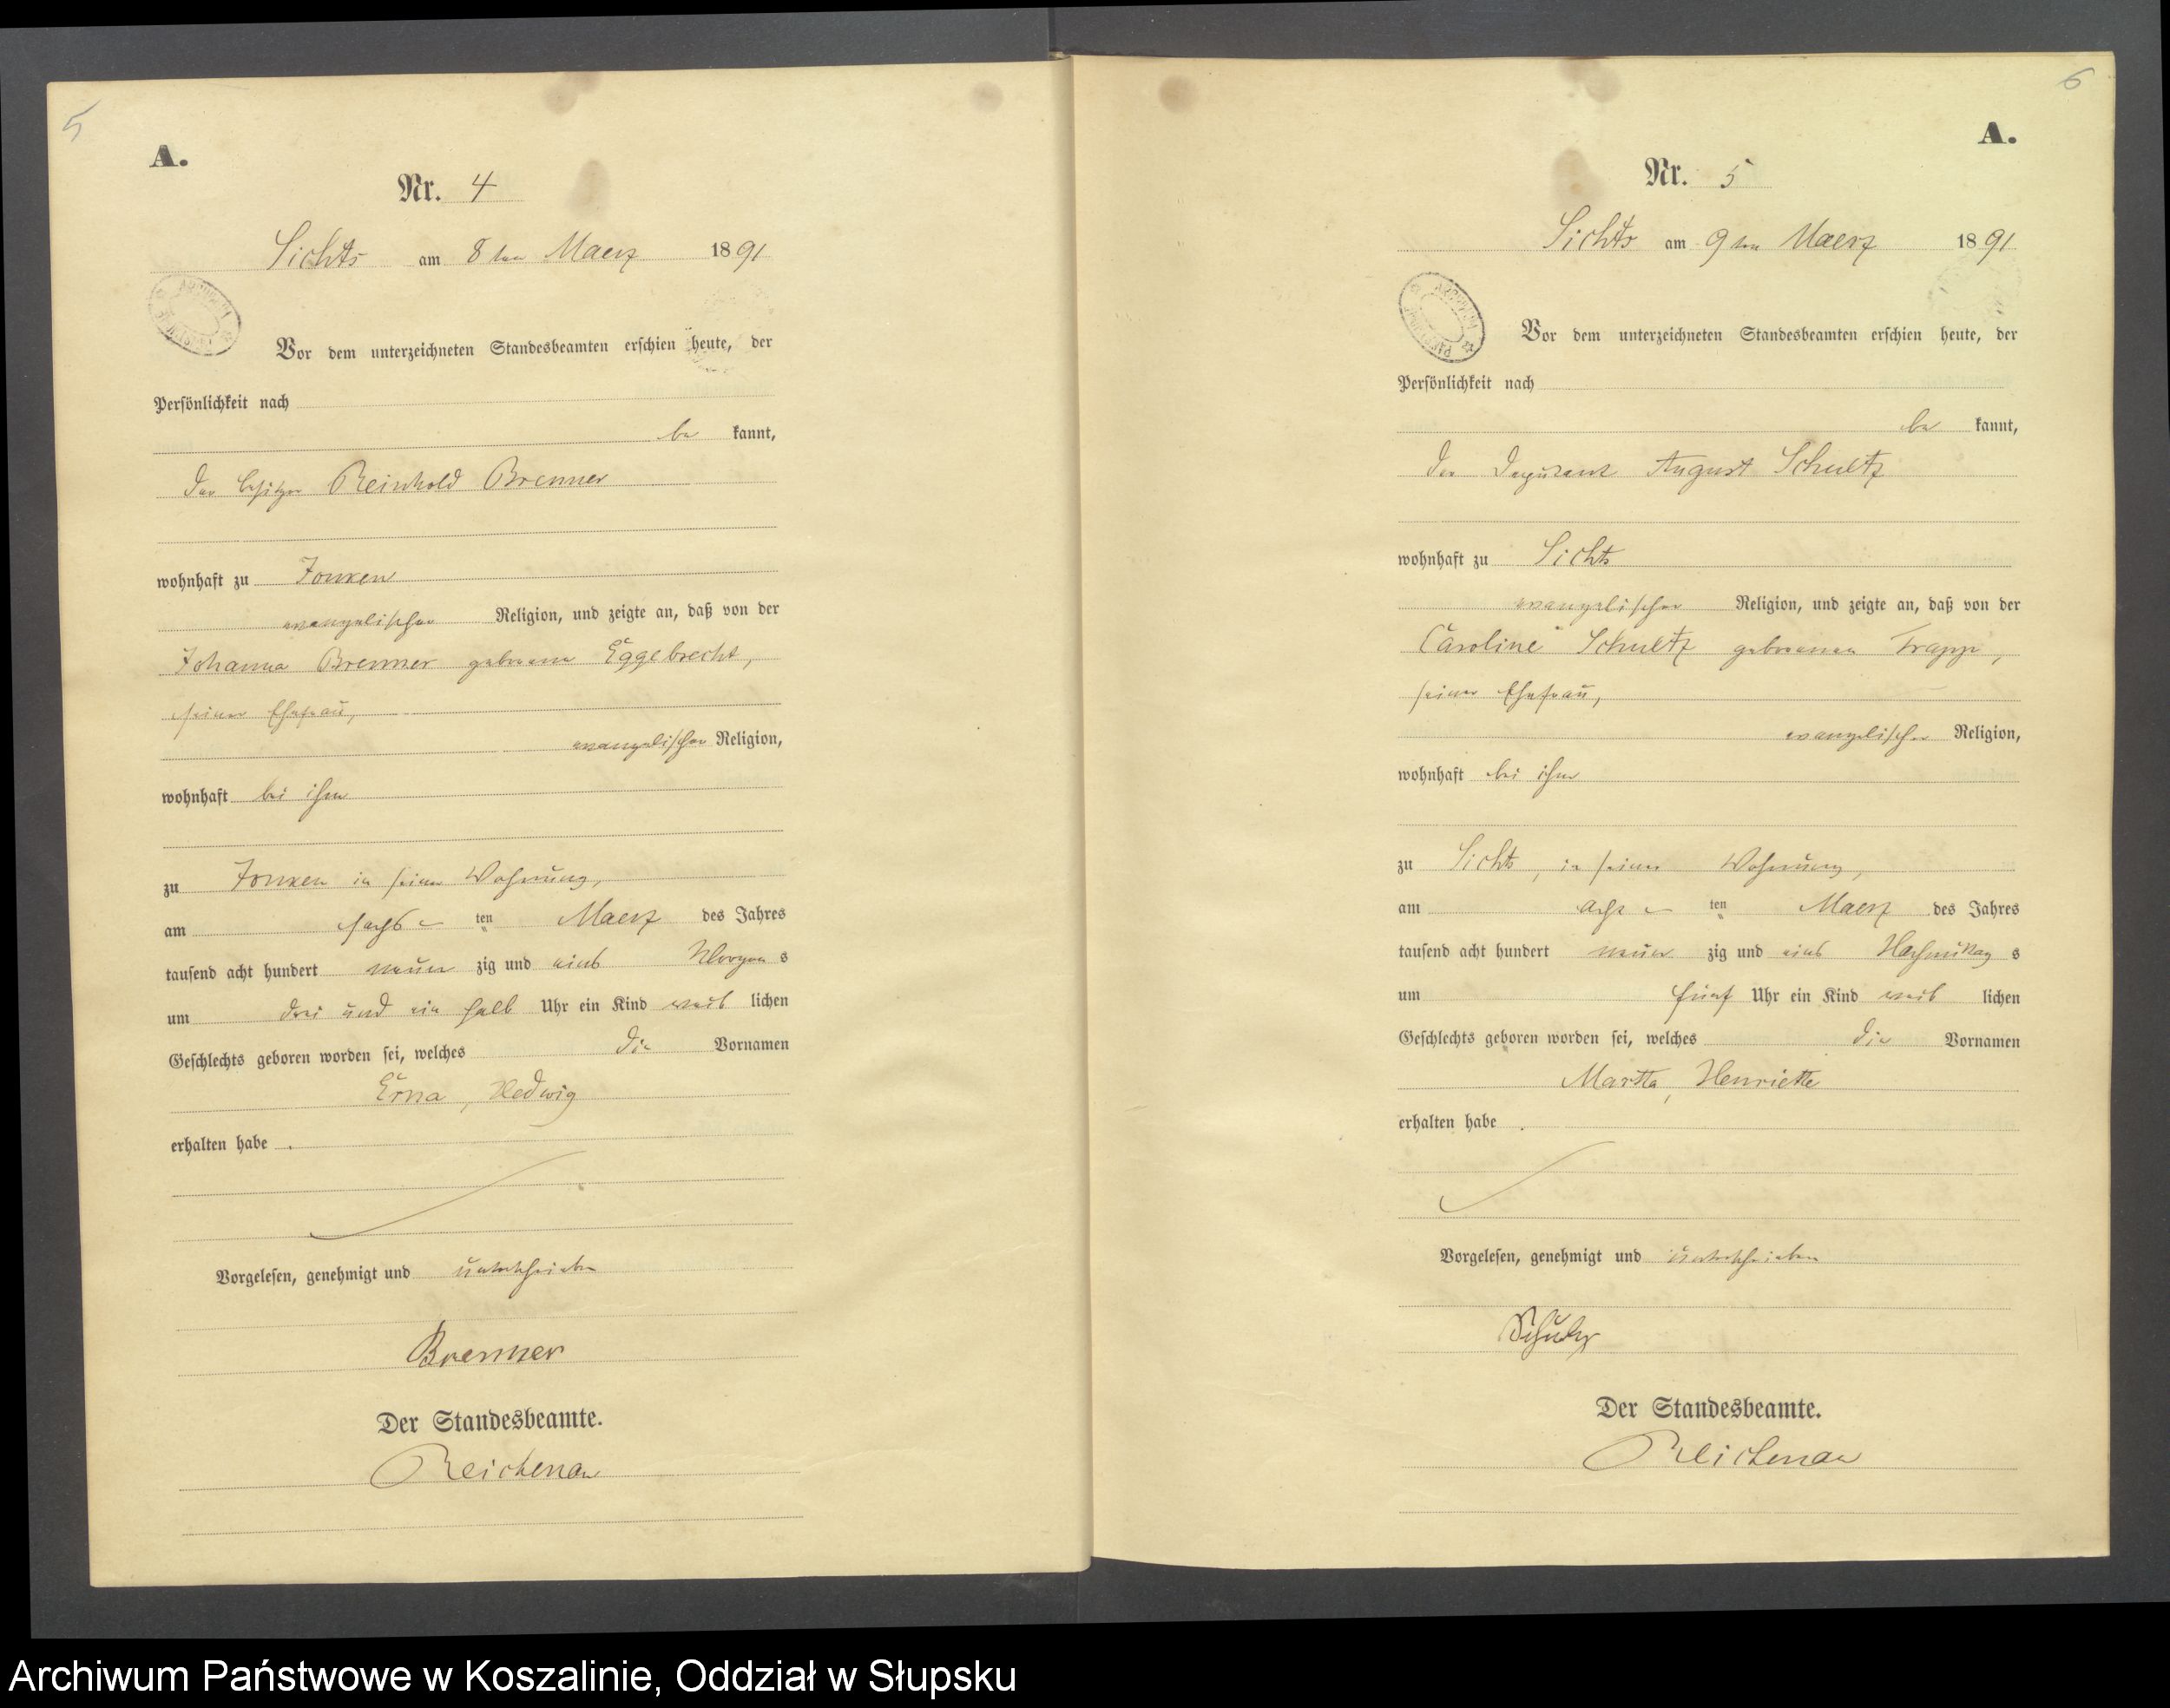 5
A.
Nr. 4
Sichts am 8ten Maerz 1891
Vor dem unterzeichneten Standesbeamten erschien heute, der
Persönlichkeit nach
be kannt,
der Besitzer Reinhold Brenner
wohnhaft zu
evangelischer Religion, und zeigte an, daß von der
Johanna Brenner geborene Eggebrecht,
seiner Ehefrau,
evangelischer Religion,
wohnhaft bei ihm
zu in seiner Wohnung,
am sechs ten Maerz des Jahres
tausend acht hundert neun zig und eins Morgen s
um drei und ein halb Uhr ein Kind weib lichen
Geschlechts geboren worden sei, welches die Vornamen
Erna, Hedwig
erhalten habe .
Vorgelesen, genehmigt und unterschrieben
Brenner
Der Standesbeamte.
Reichenau
6
A.
Nr. 5
Sichts am 9ten Maerz 1891
Vor dem unterzeichneten Standesbeamten erschien heute, der
Persönlichkeit nach
be kannt,
der August Schultz
wohnhaft zu Sichts
evangelischer Religion, und zeigte an, daß von der
Caroline Schultz geborenen Trapp,
seiner Ehefrau,
evangelischer Religion,
wohnhaft bei ihm
zu Sichts, in seiner Wohnung,
am acht ten Maerz des Jahres
tausend acht hundert neun zig und eins Nachmittag s
um fünf Uhr ein Kind weib lichen
Geschlechts geboren worden sei, welches die Vornamen
Martha, Henriette
erhalten habe .
Vorgelesen, genehmigt und unterschrieben
Schultz
Der Standesbeamte.
Reichenau
Archiwum Państwowe w Koszalinie, Oddział w Słupsku